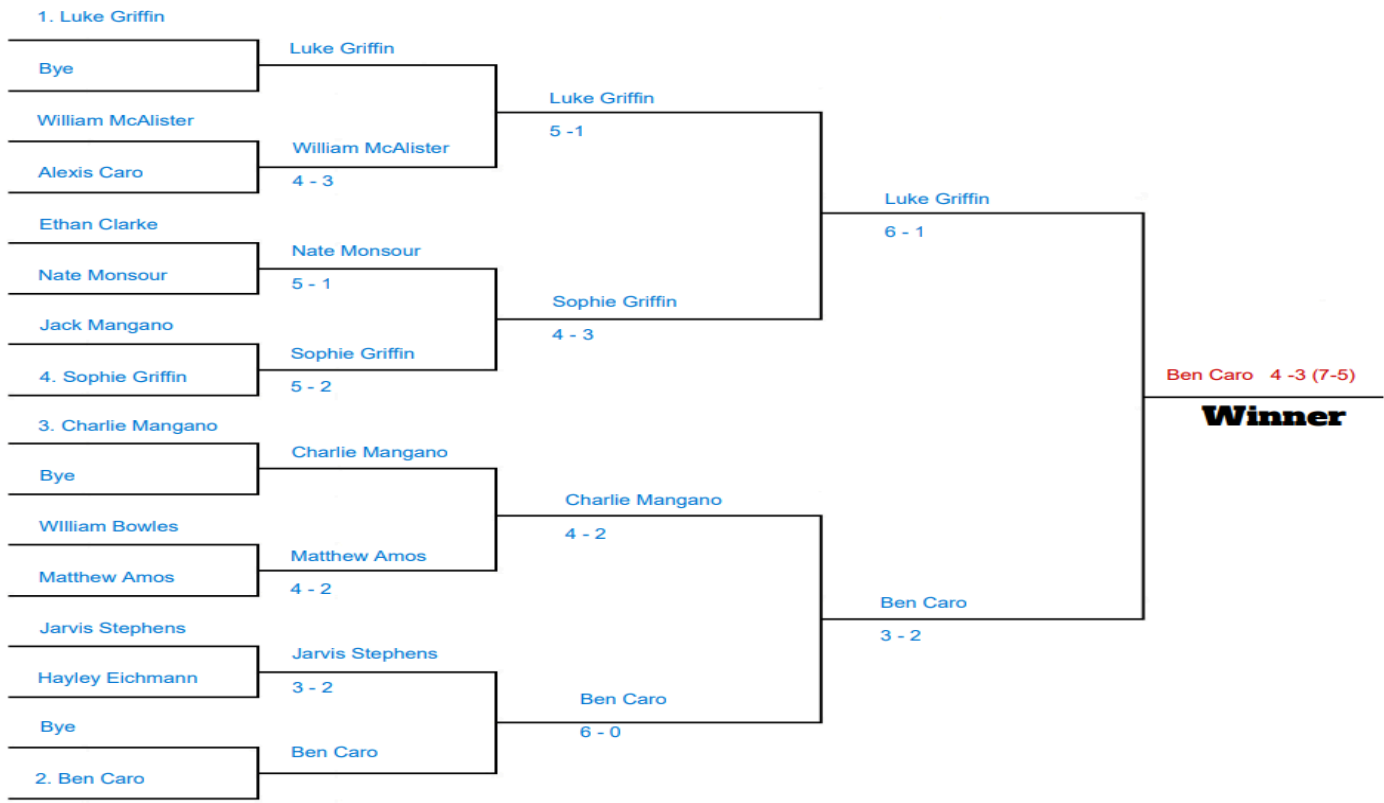 1. Luke Griffin
Bye
William McAlister
Alexis Caro
Ethan Clarke
Nate Monsour
Jack Mangano
4. Sophie Griffin
3. Charlie Mangano
Bye
WIlliam Bowles
Matthew Amos
Jarvis Stephens
Hayley Eichmann
Bye
2. Ben Caro
Luke Griffin
William McAlister
4 - 3
Nate Monsour
5 - 1
Sophie Griffin
5 - 2
Charlie Mangano
Matthew Amos
4 - 2
Jarvis Stephens
3 - 2
Ben Caro
Luke Griffin
5 -1
Sophie Griffin
4 - 3
Charlie Mangano
4 - 2
Ben Caro
6 - 0
Luke Griffin
6 - 1
Ben Caro
3 - 2
Ben Caro 4 -3 (7-5)
Winner